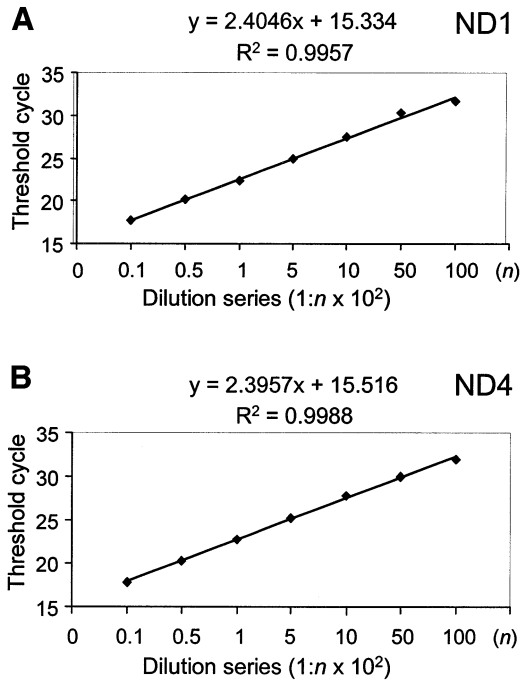 A
y = 2.4046x + 15.334
R² = 0.9957
ND1
Threshold cycle
35
30
25
20
15
0 0.1 0.5 1 5 10 50 100 (n)
Dilution series (1:n x 10²)
B
y = 2.3957x + 15.516
R² = 0.9988
ND4
Threshold cycle
35
30
25
20
15
0 0.1 0.5 1 5 10 50 100 (n)
Dilution series (1:n x 10²)